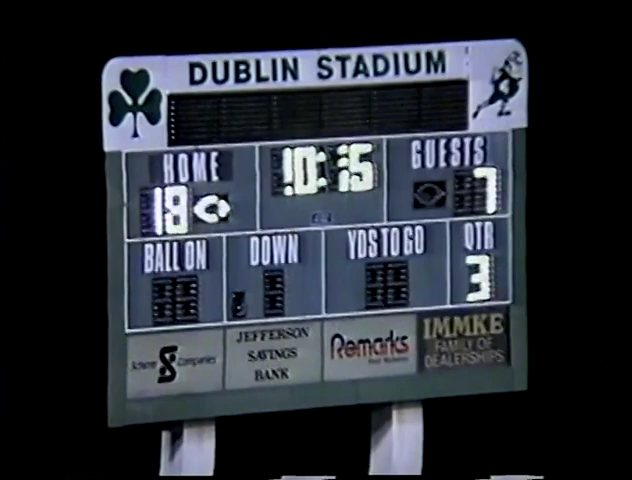 DUBLIN STADIUM
HOME
10:15
GUESTS
18
7
BALL ON
DOWN
YDS TO GO
QTR
3
Scherer Companies
JEFFERSON
SAVINGS
BANK
Remarks
IMMKE
FAMILY OF
DEALERSHIPS